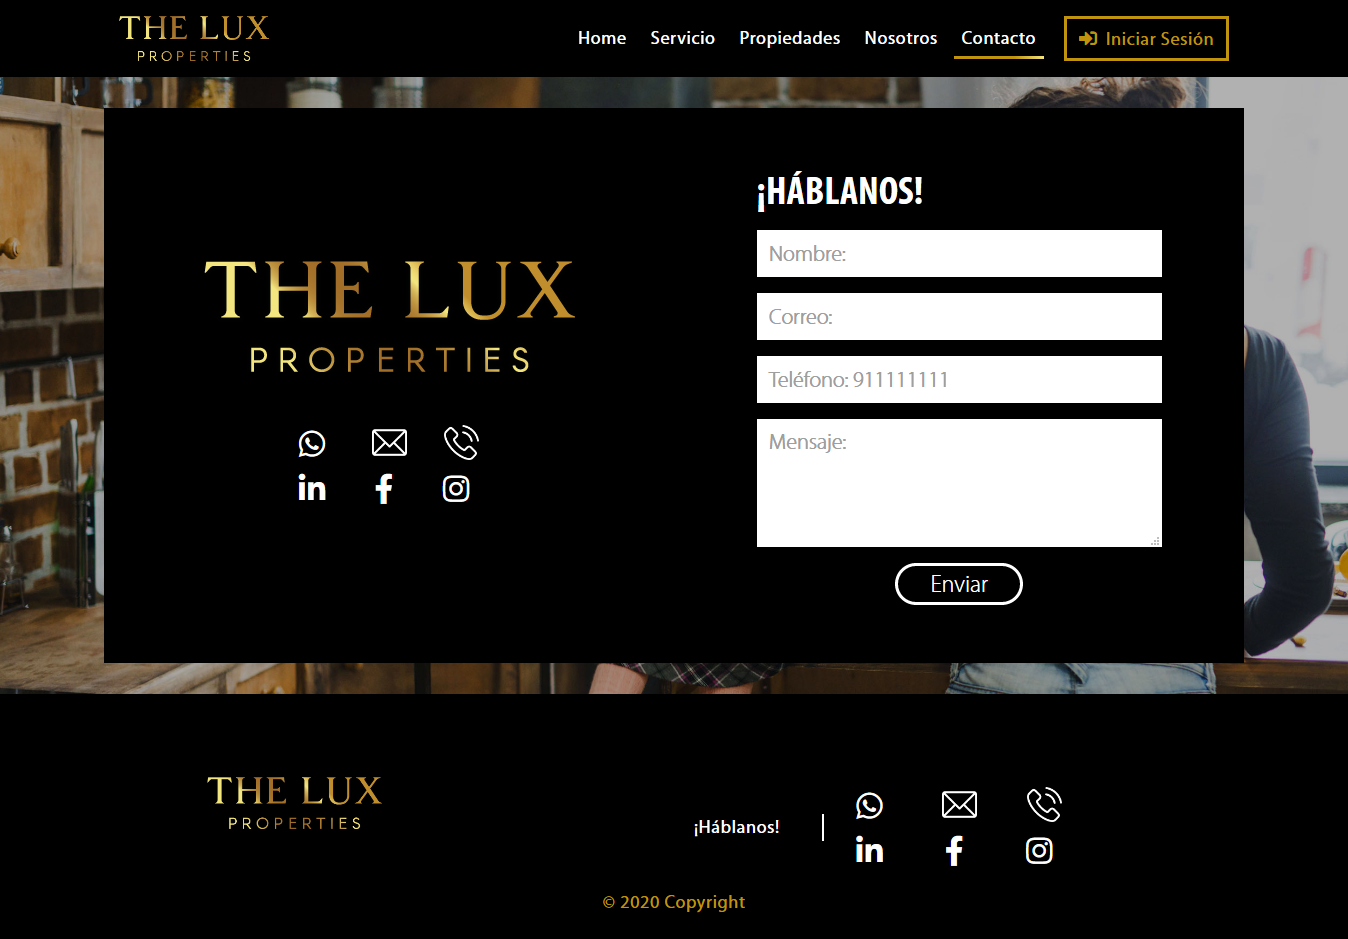 THE LUX
PROPERTIES
Home
Servicio
Propiedades
Nosotros
Contacto
Iniciar Sesión
THE LUX
PROPERTIES
¡HÁBLANOS!
Nombre:
Correo:
Teléfono: 911111111
Mensaje:
Enviar
THE LUX
PROPERTIES
¡Háblanos!
© 2020 Copyright